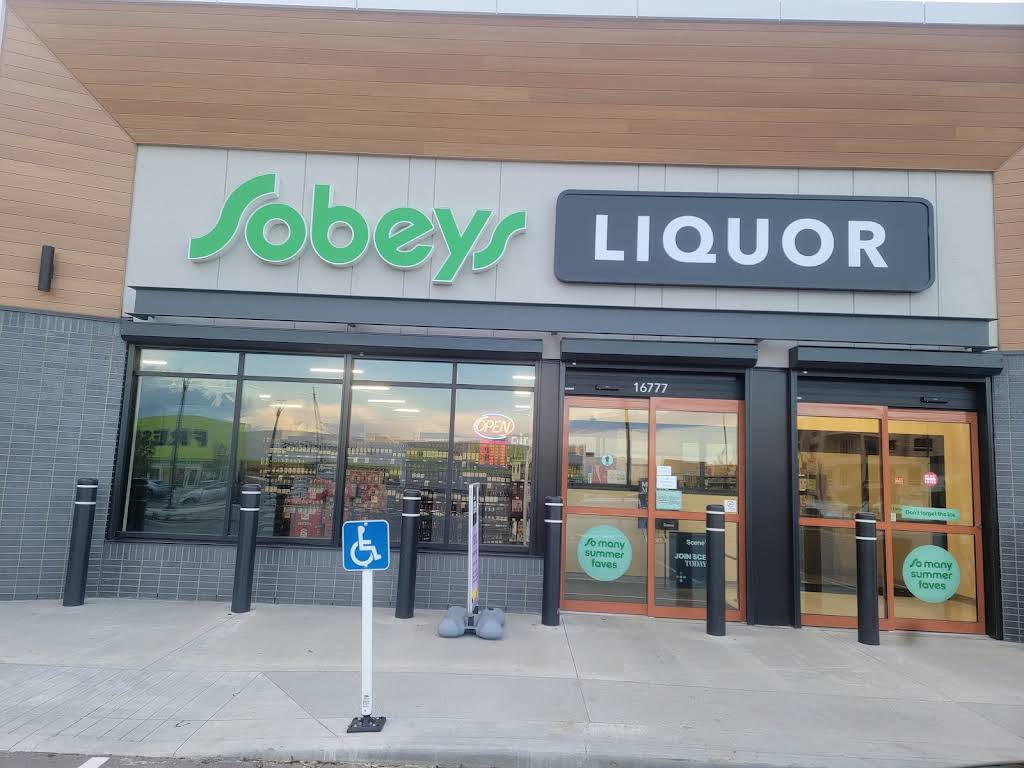 Sobeys
LIQUOR
16777
OPEN
So many
summer
faves
Scene+
JOIN SCE
TODAY
Don't forget the ice
So many
summer
faves